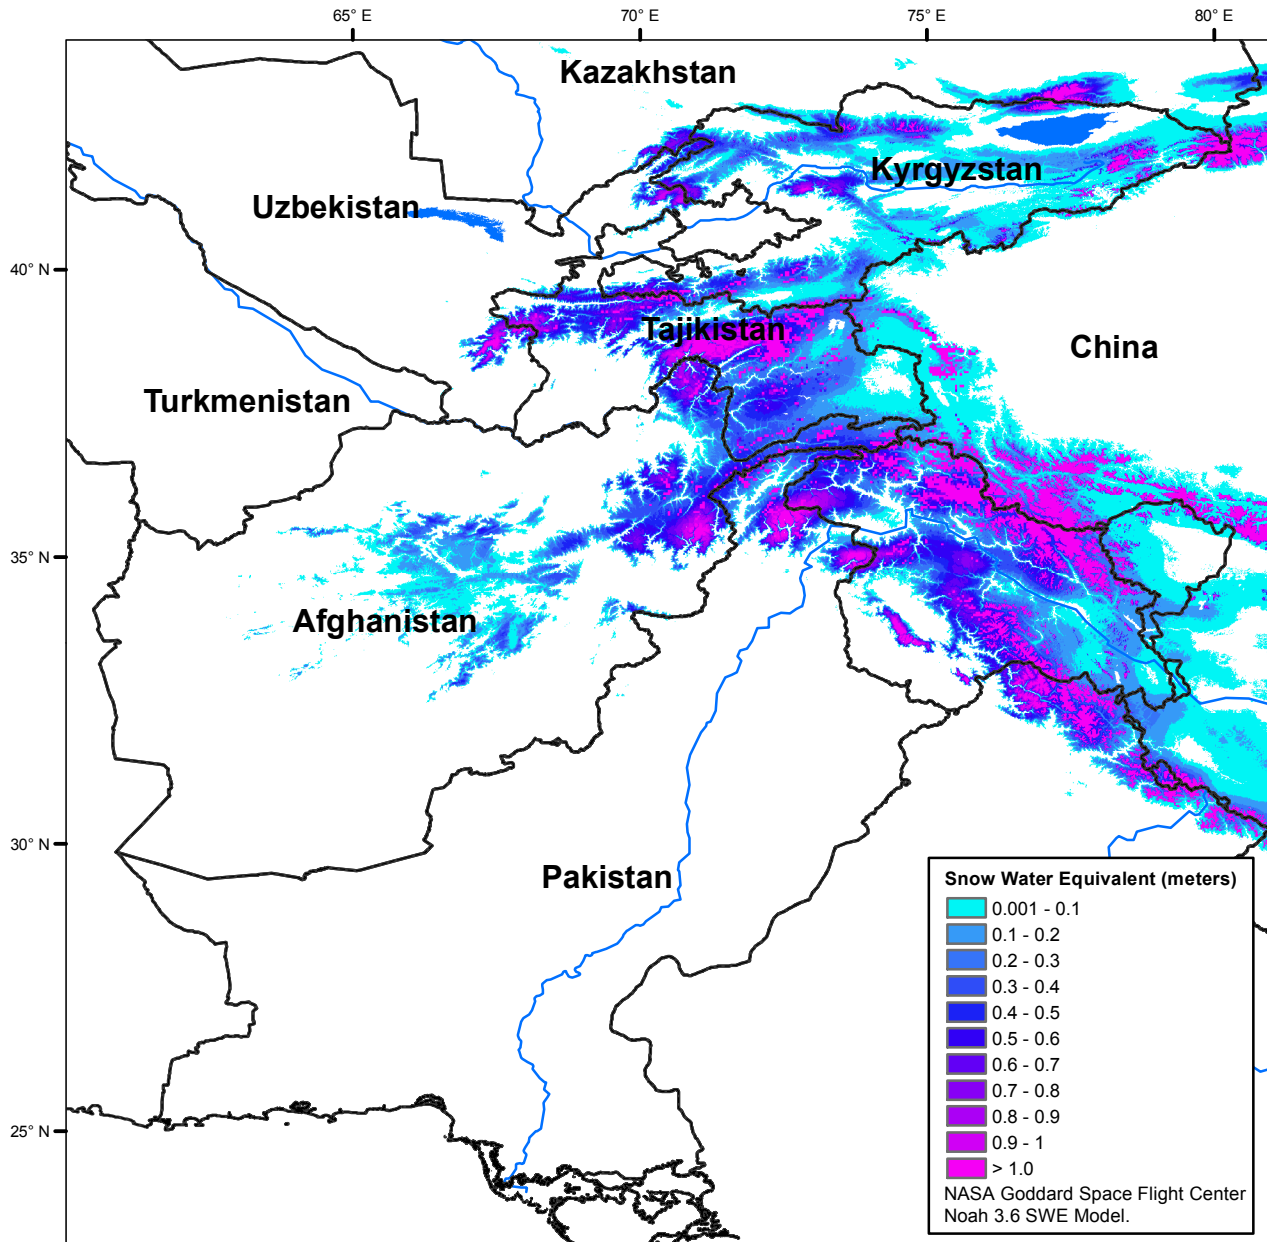 65° E
70° E
75° E
80° E
Kazakhstan
Kyrgyzstan
Uzbekistan
40° N
Tajikistan
China
Turkmenistan
35° N
Afghanistan
30° N
Pakistan
25° N
Snow Water Equivalent (meters)
0.001 - 0.1
0.1 - 0.2
0.2 - 0.3
0.3 - 0.4
0.4 - 0.5
0.5 - 0.6
0.6 - 0.7
0.7 - 0.8
0.8 - 0.9
0.9 - 1
> 1.0
NASA Goddard Space Flight Center
Noah 3.6 SWE Model.